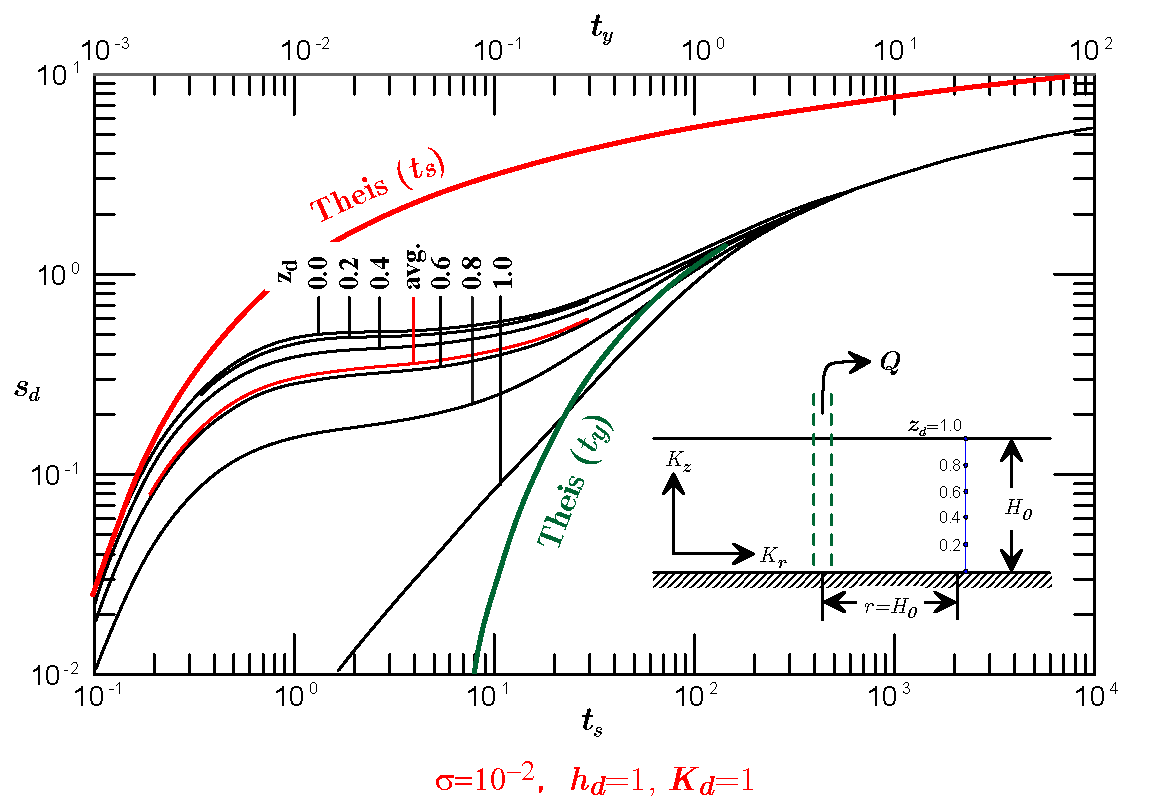 t_y
10^-3 10^-2 10^-1 10^0 10^1 10^2
10^1
10^0
10^-1
10^-2
s_d
Theis (t_s)
z_d 0.0 0.2 0.4 avg. 0.6 0.8 1.0
Theis (t_y)
Q
z_d=1.0
0.8
0.6
0.4
0.2
K_z
K_r
H_0
r=H_0
10^-1 10^0 10^1 10^2 10^3 10^4
t_s
σ=10^-2, h_d=1, K_d=1